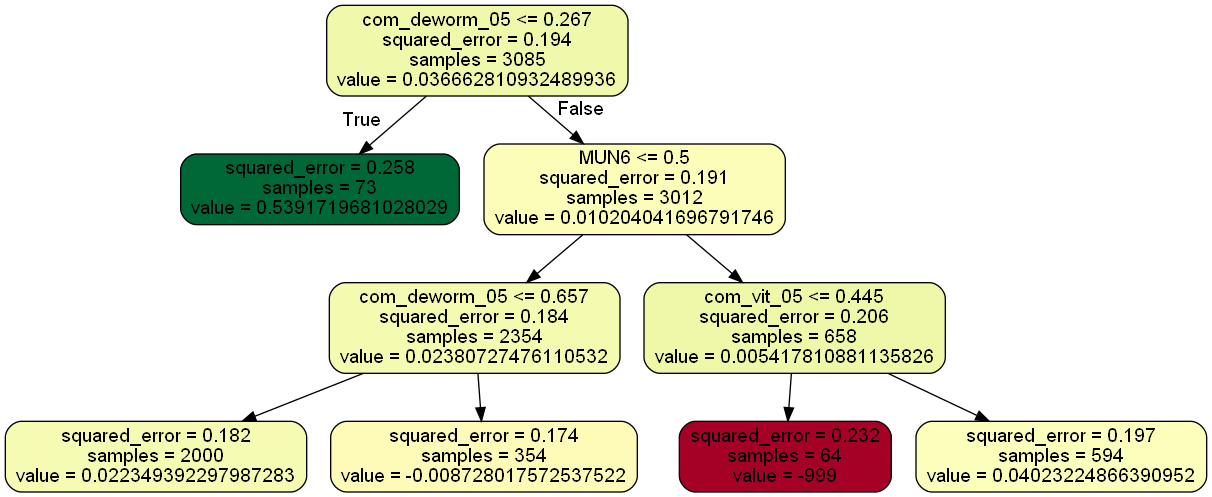 com_deworm_05 <= 0.267
squared_error = 0.194
samples = 3085
value = 0.036662810932489936
True
False
squared_error = 0.258
samples = 73
value = 0.5391719681028029
MUN6 <= 0.5
squared_error = 0.191
samples = 3012
value = 0.010204041696791746
com_deworm_05 <= 0.657
squared_error = 0.184
samples = 2354
value = 0.02380727476110532
com_vit_05 <= 0.445
squared_error = 0.206
samples = 658
value = 0.005417810881135826
squared_error = 0.182
samples = 2000
value = 0.022349392297987283
squared_error = 0.174
samples = 354
value = -0.008728017572537522
squared_error = 0.232
samples = 64
value = -999
squared_error = 0.197
samples = 594
value = 0.04023224866390952